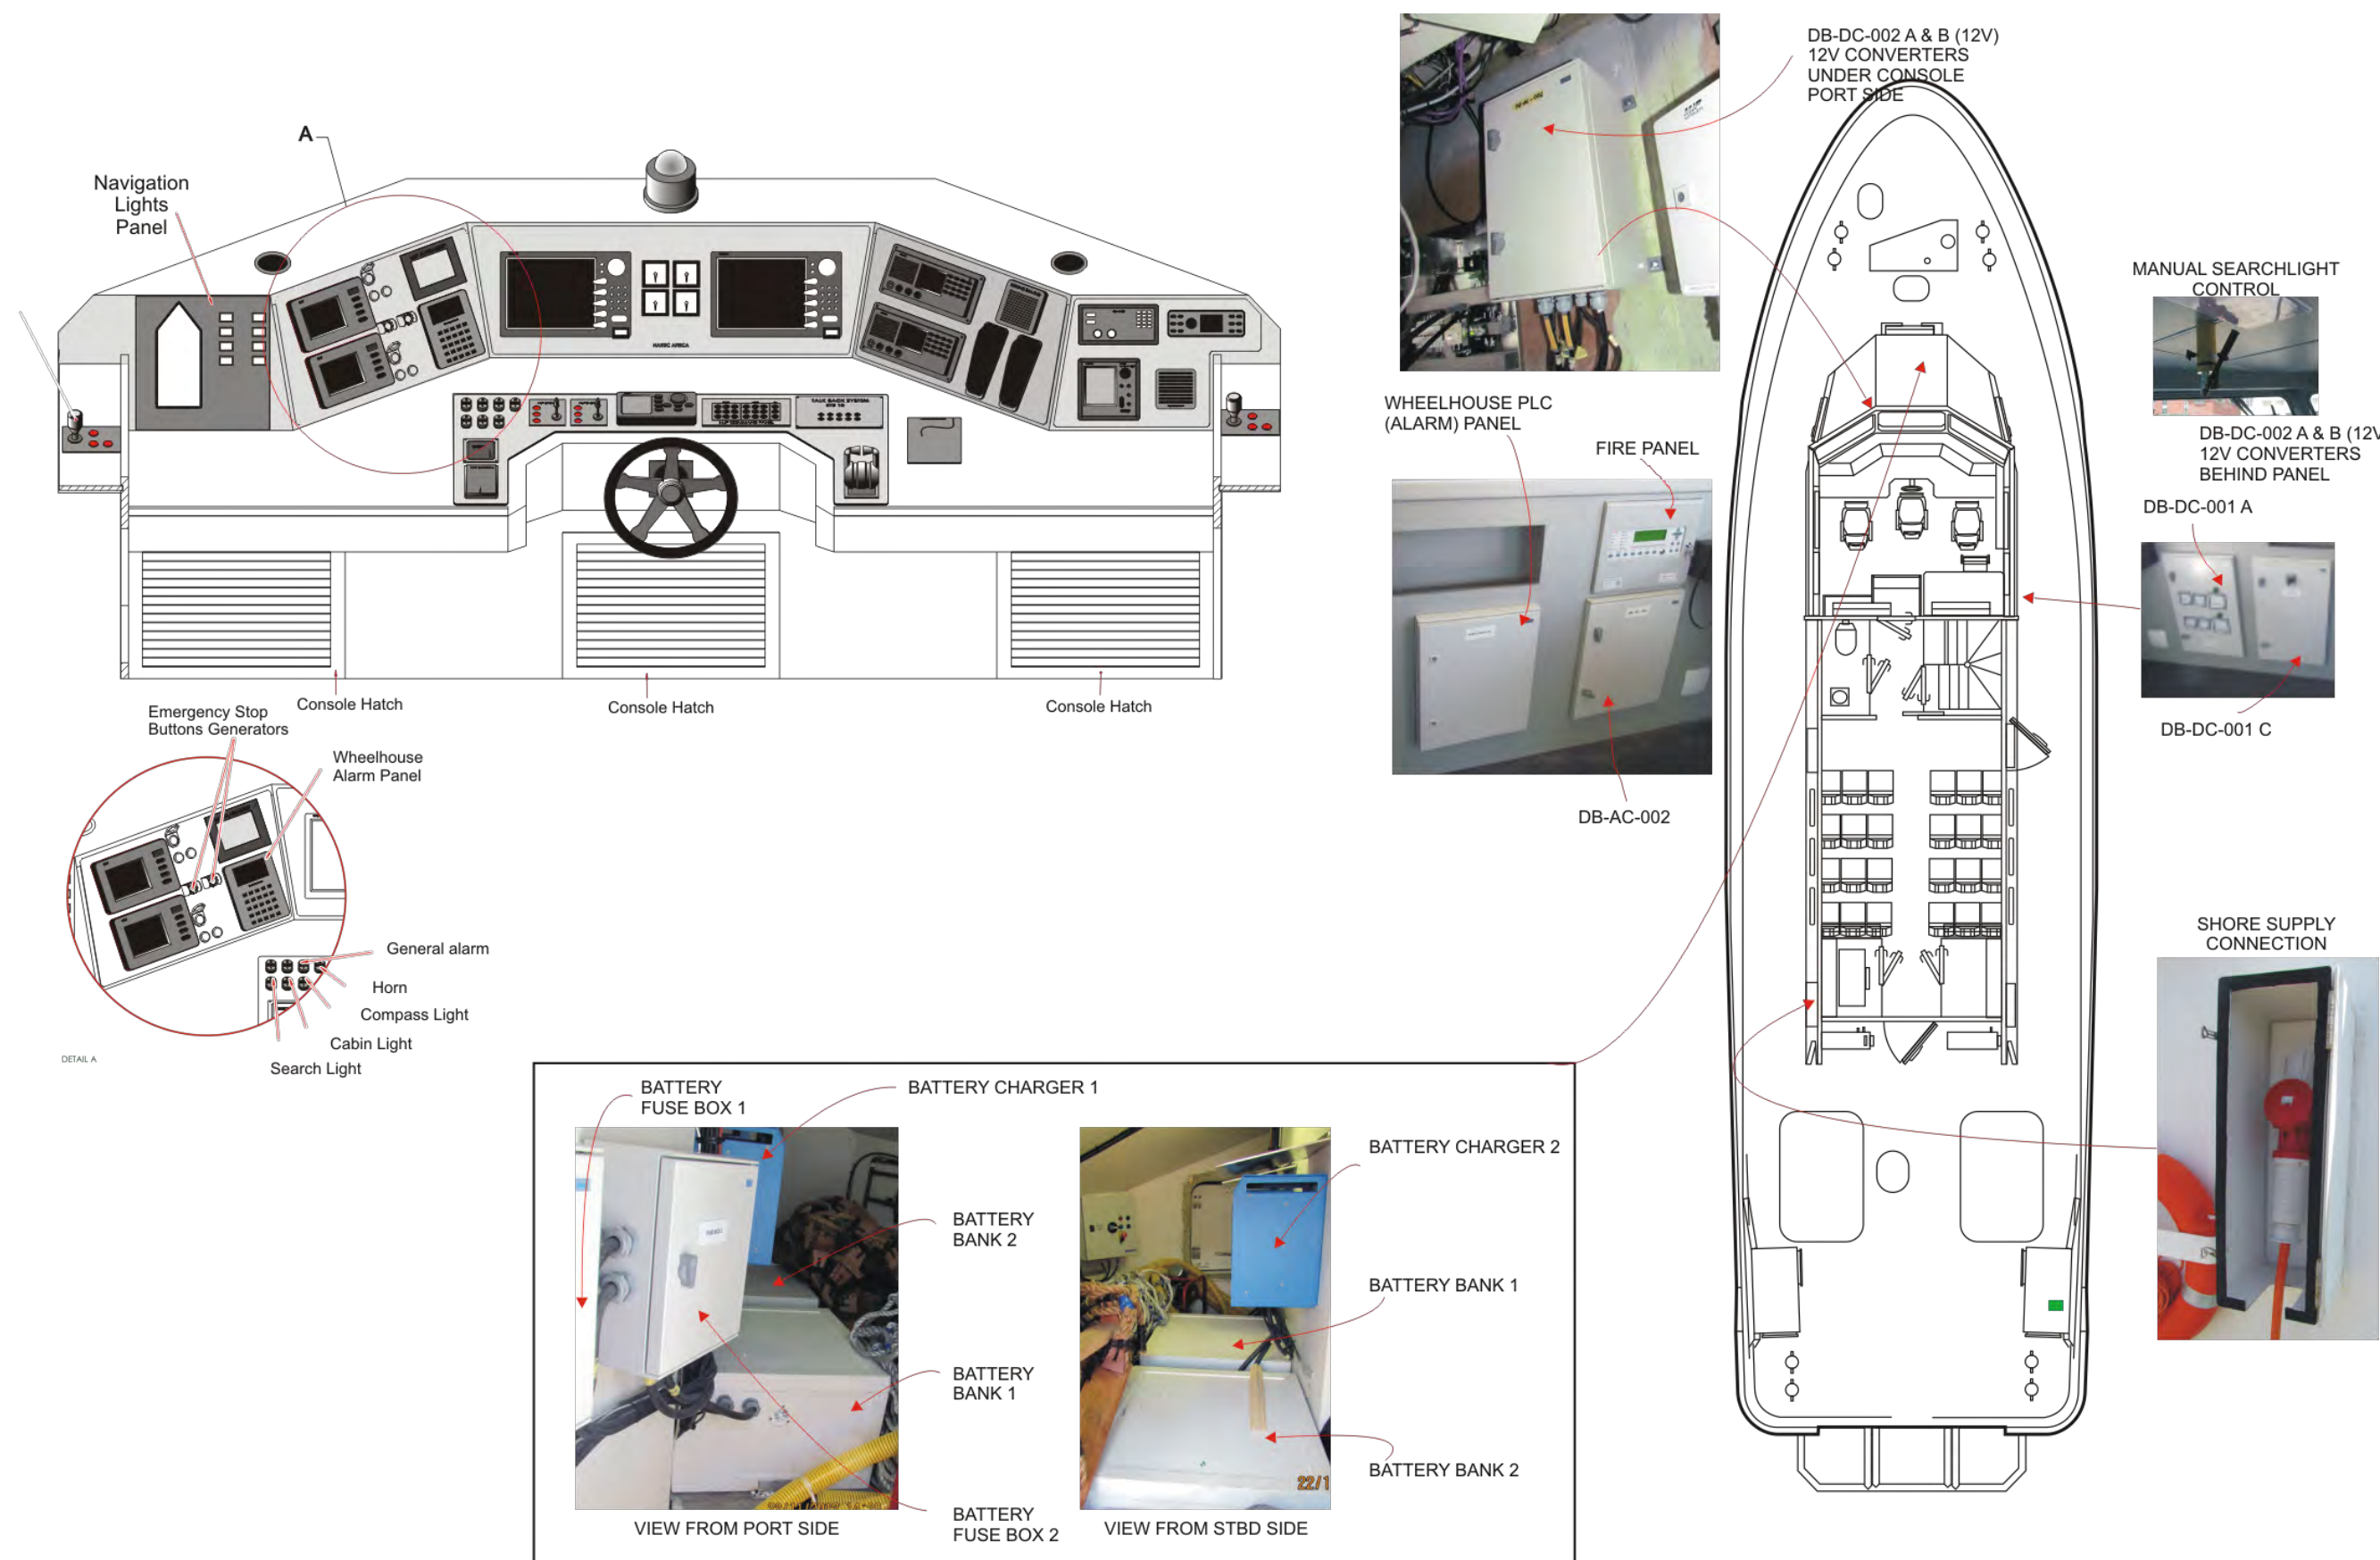 A
Navigation
Lights
Panel
TALK BACK SYSTEM
Console Hatch
Console Hatch
Console Hatch
Emergency Stop
Buttons Generators
Wheelhouse
Alarm Panel
General alarm
Horn
Compass Light
Cabin Light
Search Light
DETAIL A
DB-DC-002 A & B (12V)
12V CONVERTERS
UNDER CONSOLE
PORT SIDE
WHEELHOUSE PLC
(ALARM) PANEL
FIRE PANEL
DB-AC-002
MANUAL SEARCHLIGHT
CONTROL
DB-DC-002 A & B (12V
12V CONVERTERS
BEHIND PANEL
DB-DC-001 A
DB-DC-001 C
SHORE SUPPLY
CONNECTION
BATTERY
FUSE BOX 1
BATTERY CHARGER 1
BATTERY
BANK 2
BATTERY
BANK 1
BATTERY
FUSE BOX 2
VIEW FROM PORT SIDE
BATTERY CHARGER 2
BATTERY BANK 1
BATTERY BANK 2
22/1
VIEW FROM STBD SIDE